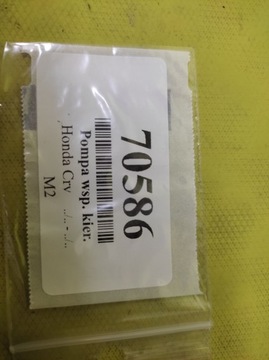 70586
Pompa wsp. kier.
Honda Crv ../.. - ../..
M2